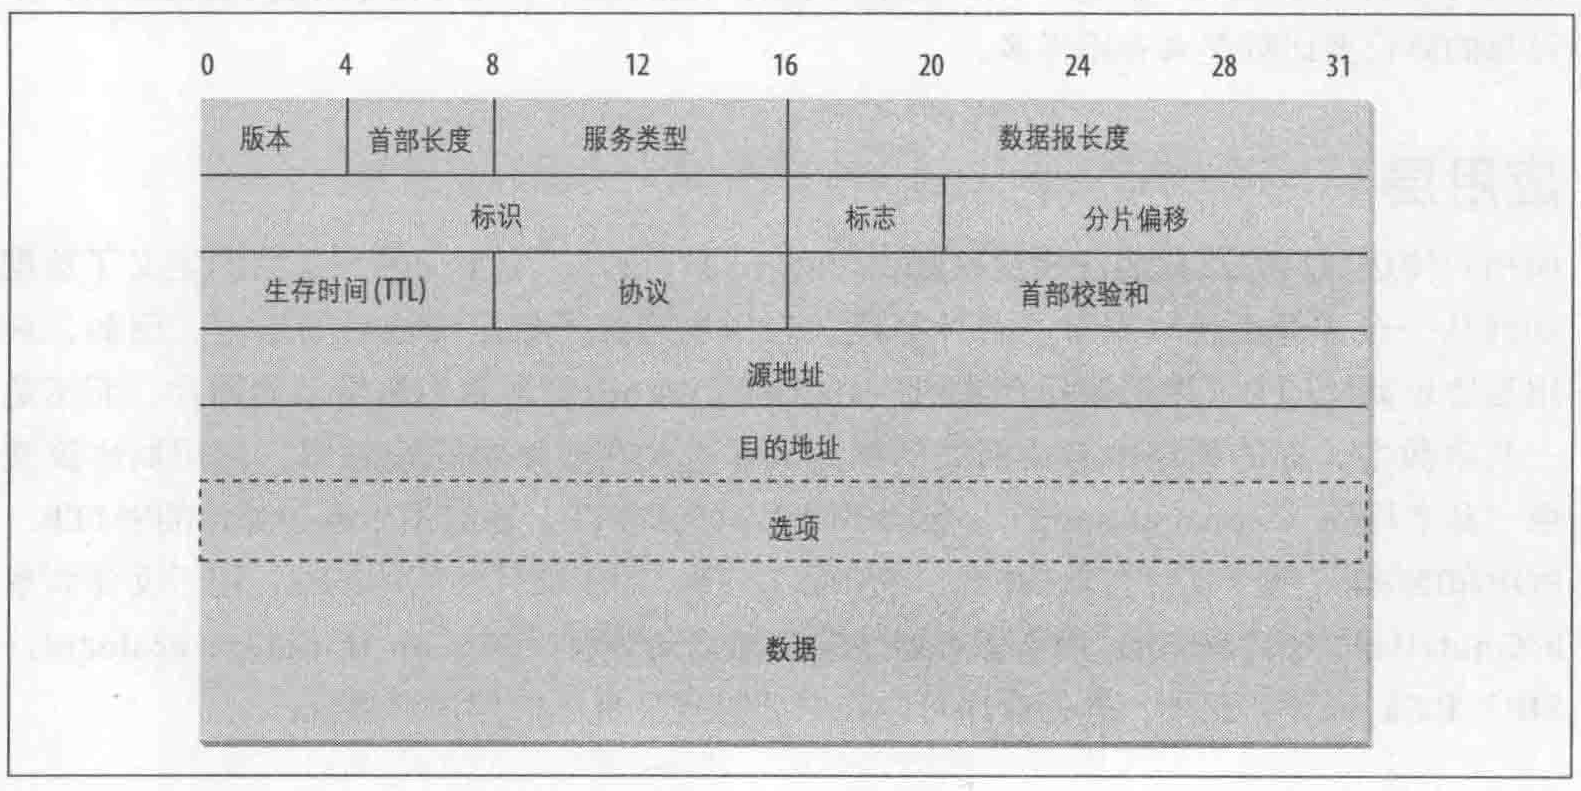 0 4 8 12 16 20 24 28 31
版本 首部长度 服务类型 数据报长度
标识 标志 分片偏移
生存时间(TTL) 协议 首部校验和
源地址
目的地址
选项
数据